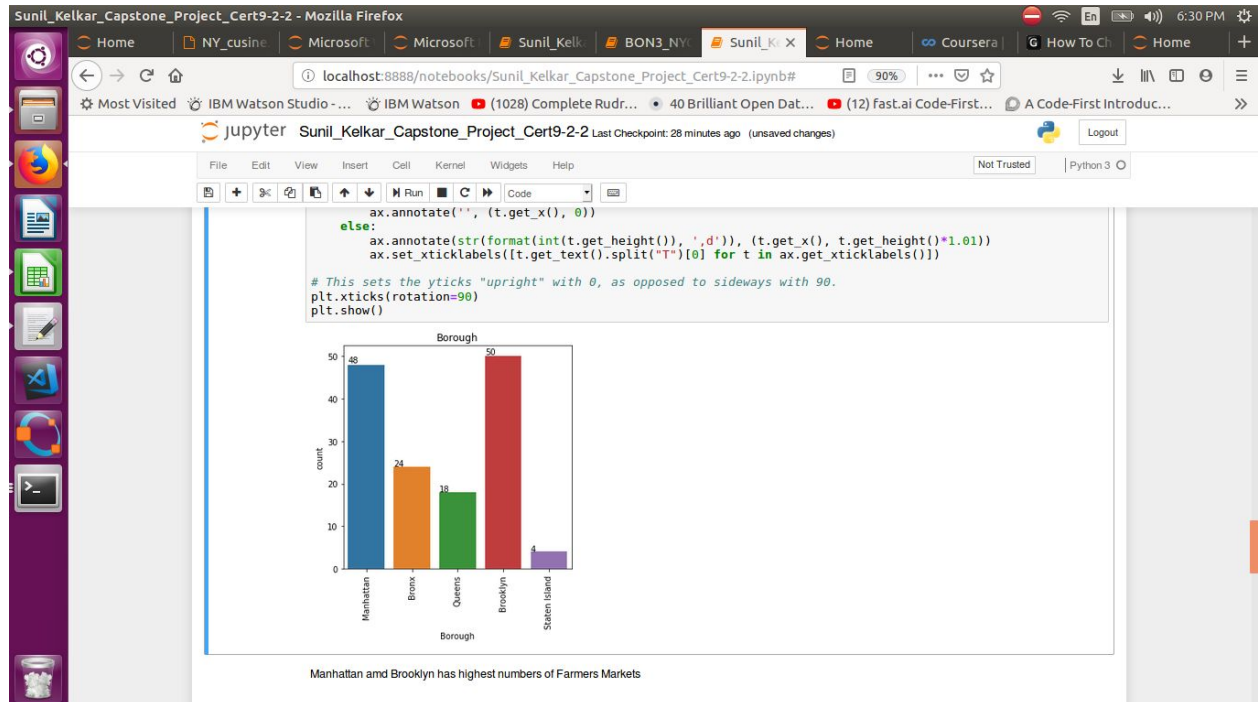 Sunil_Kelkar_Capstone_Project_Cert9-2-2 - Mozilla Firefox
En
6:30 PM
Home
NY_cusine
Microsoft
Microsoft
Sunil_Kelk
BON3_NYC
Sunil_K
Home
Coursera
How To Ch
Home
localhost:8888/notebooks/Sunil_Kelkar_Capstone_Project_Cert9-2-2.ipynb#
90%
Most Visited
IBM Watson Studio - ...
IBM Watson
(1028) Complete Rudr...
40 Brilliant Open Dat...
(12) fast.ai Code-First...
A Code-First Introduc...
jupyter Sunil_Kelkar_Capstone_Project_Cert9-2-2 Last Checkpoint: 28 minutes ago (unsaved changes)
Logout
File Edit View Insert Cell Kernel Widgets Help
Not Trusted
Python 3
Run
Code
ax.annotate('', (t.get_x(), 0))
else:
ax.annotate(str(format(int(t.get_height()), ',d')), (t.get_x(), t.get_height()*1.01))
ax.set_xticklabels([t.get_text().split("T")[0] for t in ax.get_xticklabels()])
# This sets the yticks "upright" with 0, as opposed to sideways with 90.
plt.xticks(rotation=90)
plt.show()
Borough
50
40
30
20
10
0
count
48
24
18
50
4
Manhattan
Bronx
Queens
Brooklyn
Staten Island
Borough
Manhattan amd Brooklyn has highest numbers of Farmers Markets